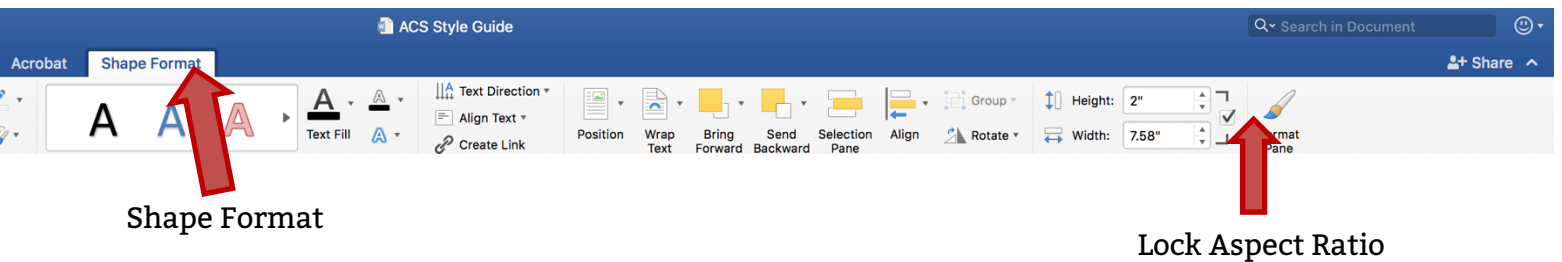 ACS Style Guide
Search in Document
Acrobat
Shape Format
Share
A A A
A
Text Fill
A
A
Text Direction
Align Text
Create Link
Position
Wrap Text
Bring Forward
Send Backward
Selection Pane
Align
Group
Rotate
Height: 2"
Width: 7.58"
Pane
Shape Format
Lock Aspect Ratio